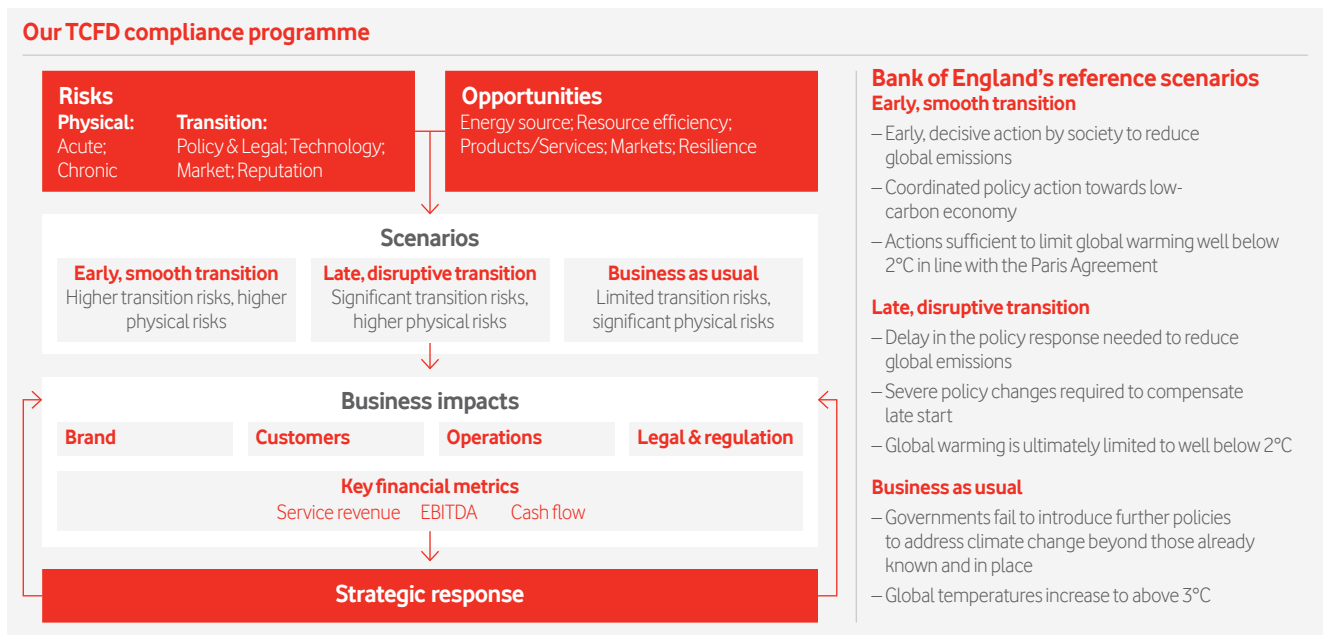 Our TCFD compliance programme
Risks
Physical:
Acute;
Chronic
Transition:
Policy & Legal; Technology;
Market; Reputation
Opportunities
Energy source; Resource efficiency;
Products/Services; Markets; Resilience
Scenarios
Early, smooth transition
Higher transition risks, higher
physical risks
Late, disruptive transition
Significant transition risks,
higher physical risks
Business as usual
Limited transition risks,
significant physical risks
Business impacts
Brand
Customers
Operations
Legal & regulation
Key financial metrics
Service revenue EBITDA Cash flow
Strategic response
Bank of England's reference scenarios
Early, smooth transition
– Early, decisive action by society to reduce
global emissions
– Coordinated policy action towards low-
carbon economy
– Actions sufficient to limit global warming well below
2°C in line with the Paris Agreement
Late, disruptive transition
– Delay in the policy response needed to reduce
global emissions
– Severe policy changes required to compensate
late start
– Global warming is ultimately limited to well below 2°C
Business as usual
– Governments fail to introduce further policies
to address climate change beyond those already
known and in place
– Global temperatures increase to above 3°C